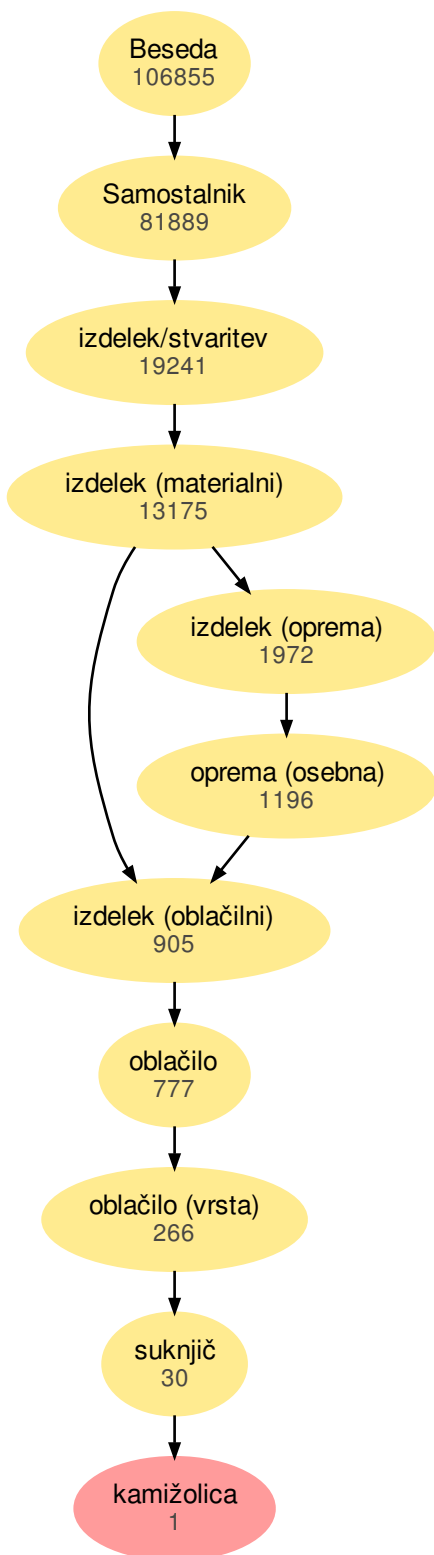 Beseda
106855
Samostalnik
81889
izdelek/stvaritev
19241
izdelek (materialni)
13175
izdelek (oprema)
1972
oprema (osebna)
1196
izdelek (oblačilni)
905
oblačilo
777
oblačilo (vrsta)
266
suknjič
30
kamižolica
1